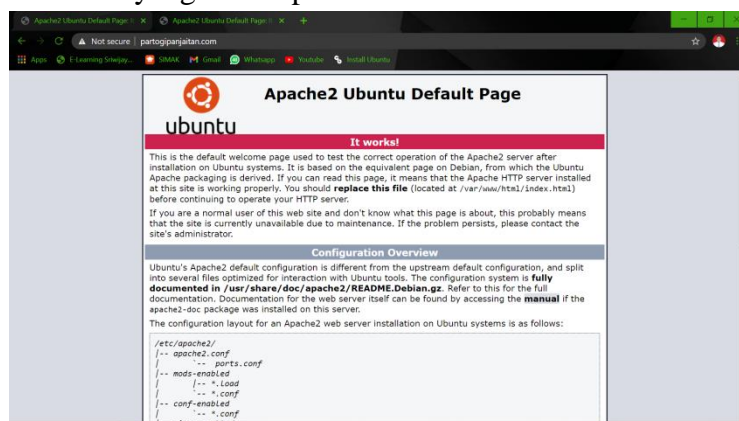 Apache2 Ubuntu Default Page: It
Apache2 Ubuntu Default Page: It
Not secure | partogipanjaitan.com
Apps E-Learning Sriwijay... SIMAK Gmail Whatsapp Youtube Install Ubuntu
Apache2 Ubuntu Default Page
ubuntu
It works!
This is the default welcome page used to test the correct operation of the Apache2 server after
installation on Ubuntu systems. It is based on the equivalent page on Debian, from which the Ubuntu
Apache packaging is derived. If you can read this page, it means that the Apache HTTP server installed
at this site is working properly. You should replace this file (located at /var/www/html/index.html)
before continuing to operate your HTTP server.
If you are a normal user of this web site and don't know what this page is about, this probably means
that the site is currently unavailable due to maintenance. If the problem persists, please contact the
site's administrator.
Configuration Overview
Ubuntu's Apache2 default configuration is different from the upstream default configuration, and split
into several files optimized for interaction with Ubuntu tools. The configuration system is fully
documented in /usr/share/doc/apache2/README.Debian.gz. Refer to this for the full
documentation. Documentation for the web server itself can be found by accessing the manual if the
apache2-doc package was installed on this server.
The configuration layout for an Apache2 web server installation on Ubuntu systems is as follows:
/etc/apache2/
|-- apache2.conf
|       `--  ports.conf
|-- mods-enabled
|       |-- *.load
|       `-- *.conf
|-- conf-enabled
|       `-- *.conf